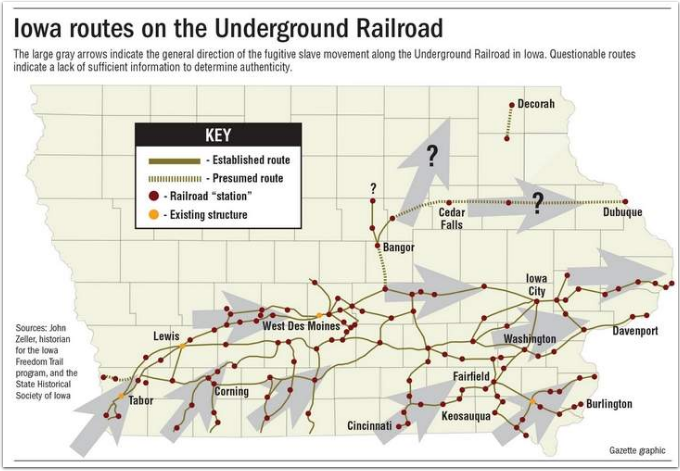 Iowa routes on the Underground Railroad
The large gray arrows indicate the general direction of the fugitive slave movement along the Underground Railroad in Iowa. Questionable routes
indicate a lack of sufficient information to determine authenticity.
KEY
- Established route
- Presumed route
- Railroad "station"
- Existing structure
Decorah
?
?
?
Cedar
Falls
Dubuque
Bangor
Iowa
City
West Des Moines
Lewis
Washington
Davenport
Sources: John
Zeller, historian
for the Iowa
Freedom Trail
program, and the
State Historical
Society of Iowa
Tabor
Corning
Fairfield
Keosauqua
Burlington
Cincinnati
Gazette graphic